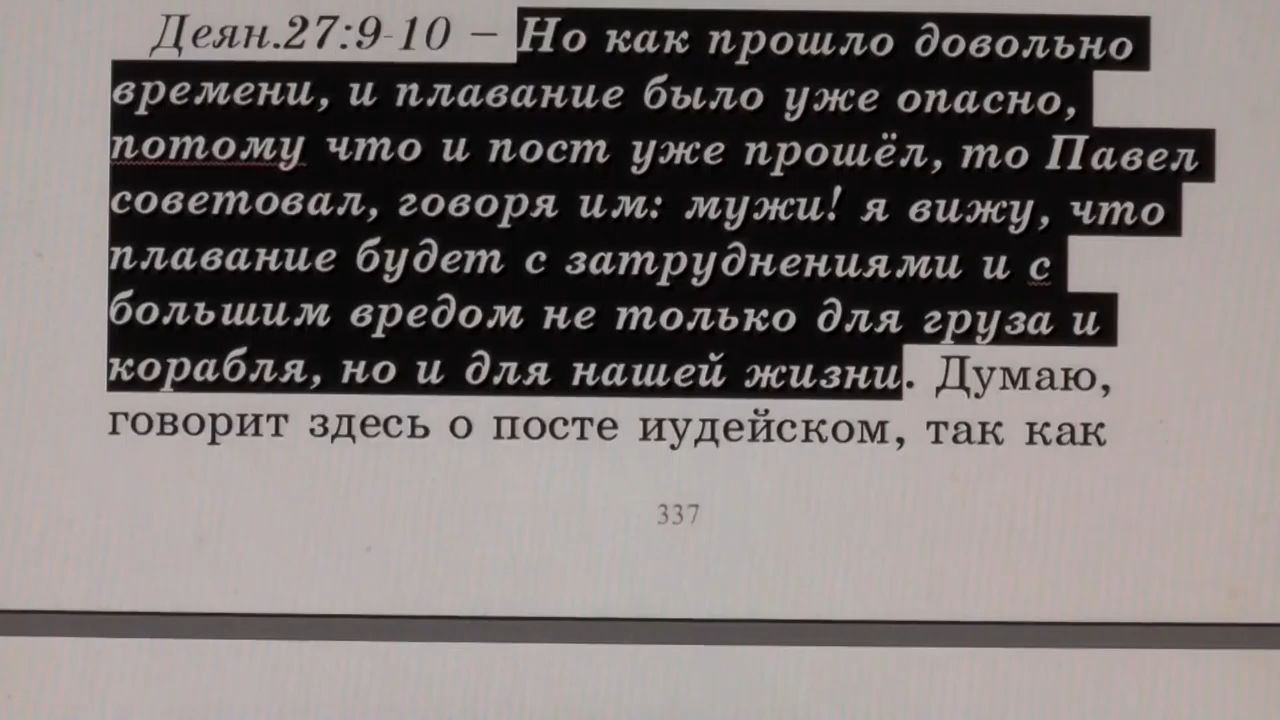 Деян.27:9-10 – Но как прошло довольно
времени, и плавание было уже опасно,
потому что и пост уже прошёл, то Павел
советовал, говоря им: мужи! я вижу, что
плавание будет с затруднениями и с
большим вредом не только для груза и
корабля, но и для нашей жизни. Думаю,
говорит здесь о посте иудейском, так как
337